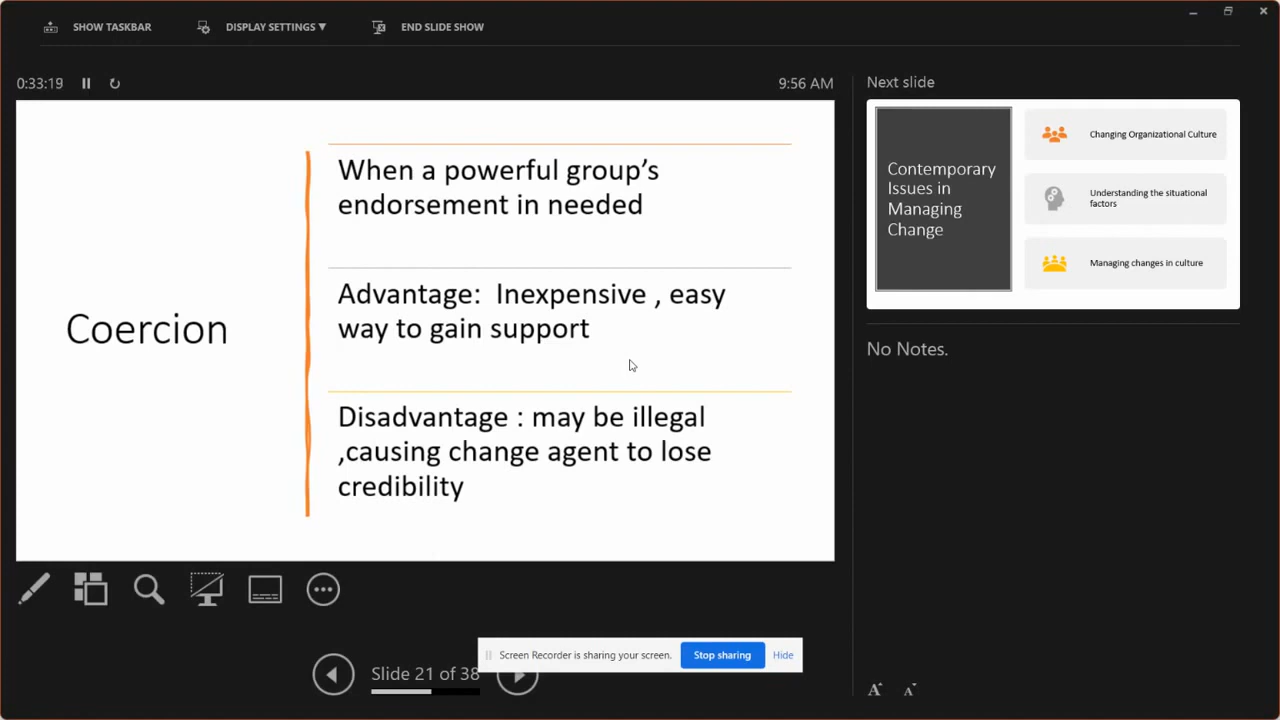 SHOW TASKBAR
DISPLAY SETTINGS ▼
END SLIDE SHOW
0:33:19
9:56 AM
Coercion
When a powerful group’s
endorsement in needed
Advantage:  Inexpensive , easy
way to gain support
Disadvantage : may be illegal
,causing change agent to lose
credibility
Next slide
Contemporary
Issues in
Managing
Change
Changing Organizational Culture
Understanding the situational
factors
Managing changes in culture
No Notes.
Screen Recorder is sharing your screen.
Stop sharing
Hide
Slide 21 of 38
A
A